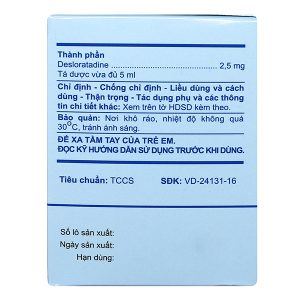 Thành phần
Desloratadine 2,5 mg
Tá dược vừa đủ 5 ml
Chỉ định - Chống chỉ định - Liều dùng và cách
dùng - Thận trọng - Tác dụng phụ và các thông
tin chi tiết khác: Xem trên tờ HDSD kèm theo.
Bảo quản: Nơi khô ráo, nhiệt độ không quá
30°C, tránh ánh sáng.
ĐỂ XA TẦM TAY CỦA TRẺ EM.
ĐỌC KỸ HƯỚNG DẪN SỬ DỤNG TRƯỚC KHI DÙNG.
Tiêu chuẩn: TCCS SĐK: VD-24131-16
Số lô sản xuất:
Ngày sản xuất:
Hạn dùng: